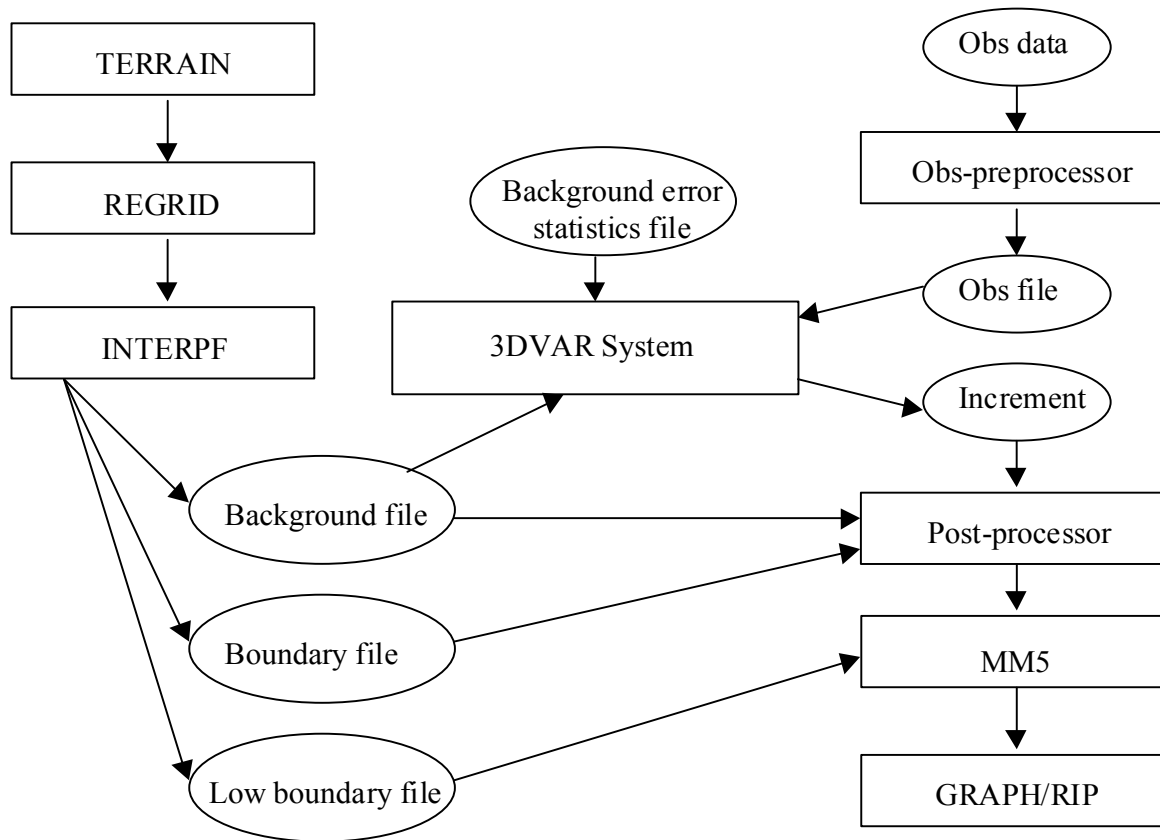 TERRAIN
REGRID
INTERPF
Background error
statistics file
3DVAR System
Obs data
Obs-preprocessor
Obs file
Increment
Background file
Boundary file
Low boundary file
Post-processor
MM5
GRAPH/RIP